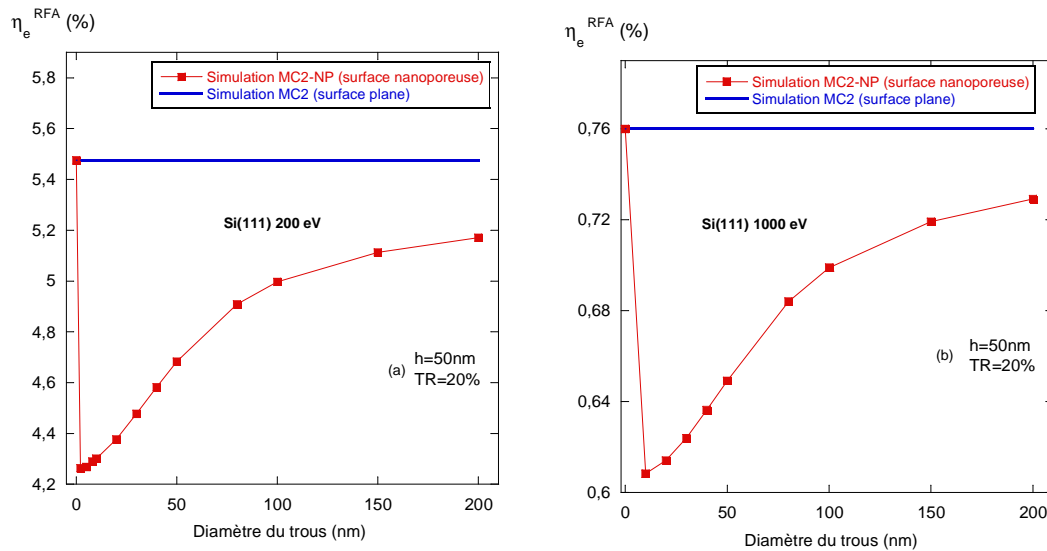 η_e^RFA (%)
5,8
5,6
5,4
5,2
5
4,8
4,6
4,4
4,2
Simulation MC2-NP (surface nanoporeuse)
Simulation MC2 (surface plane)
Si(111) 200 eV
(a) h=50nm
TR=20%
0 50 100 150 200
Diamètre du trous (nm)
η_e^RFA (%)
0,76
0,72
0,68
0,64
0,6
Simulation MC2-NP (surface nanoporeuse)
Simulation MC2 (surface plane)
Si(111) 1000 eV
(b) h=50nm
TR=20%
0 50 100 150 200
Diamètre du trous (nm)